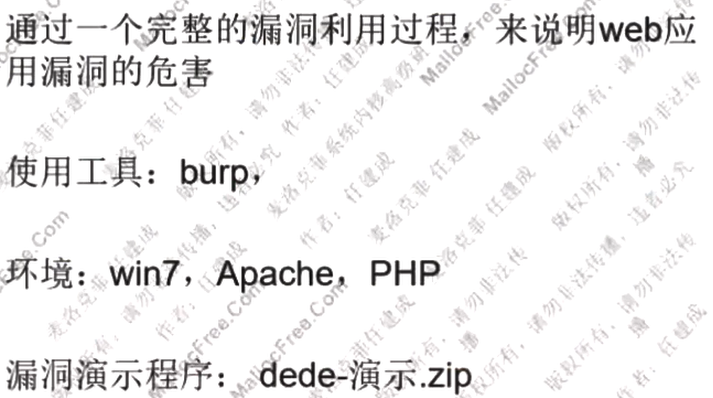 通过一个完整的漏洞利用过程，来说明web应
用漏洞的危害
使用工具：burp，
环境：win7，Apache，PHP
漏洞演示程序： dede-演示.zip